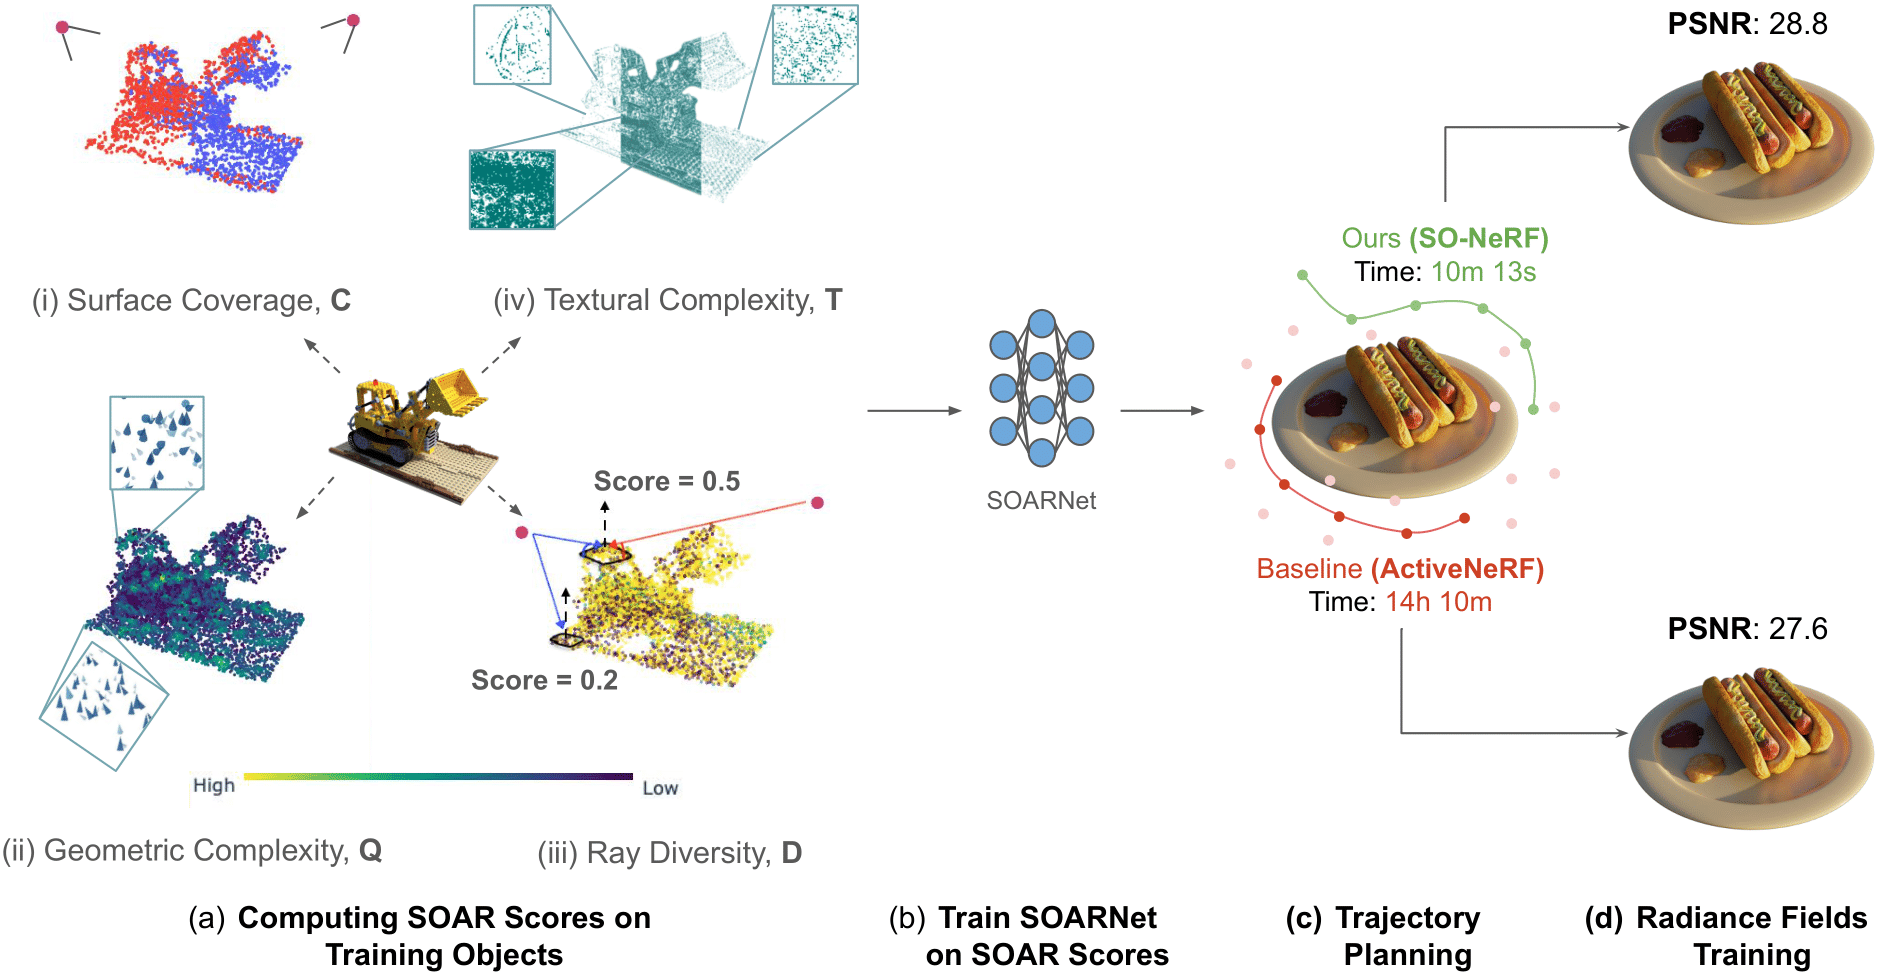 PSNR: 28.8
(i) Surface Coverage, C
(iv) Textural Complexity, T
Ours (SO-NeRF)
Time: 10m 13s
Score = 0.5
SOARNet
Score = 0.2
Baseline (ActiveNeRF)
Time: 14h 10m
PSNR: 27.6
High
Low
(ii) Geometric Complexity, Q
(iii) Ray Diversity, D
(a) Computing SOAR Scores on
Training Objects
(b) Train SOARNet
on SOAR Scores
(c) Trajectory
Planning
(d) Radiance Fields
Training